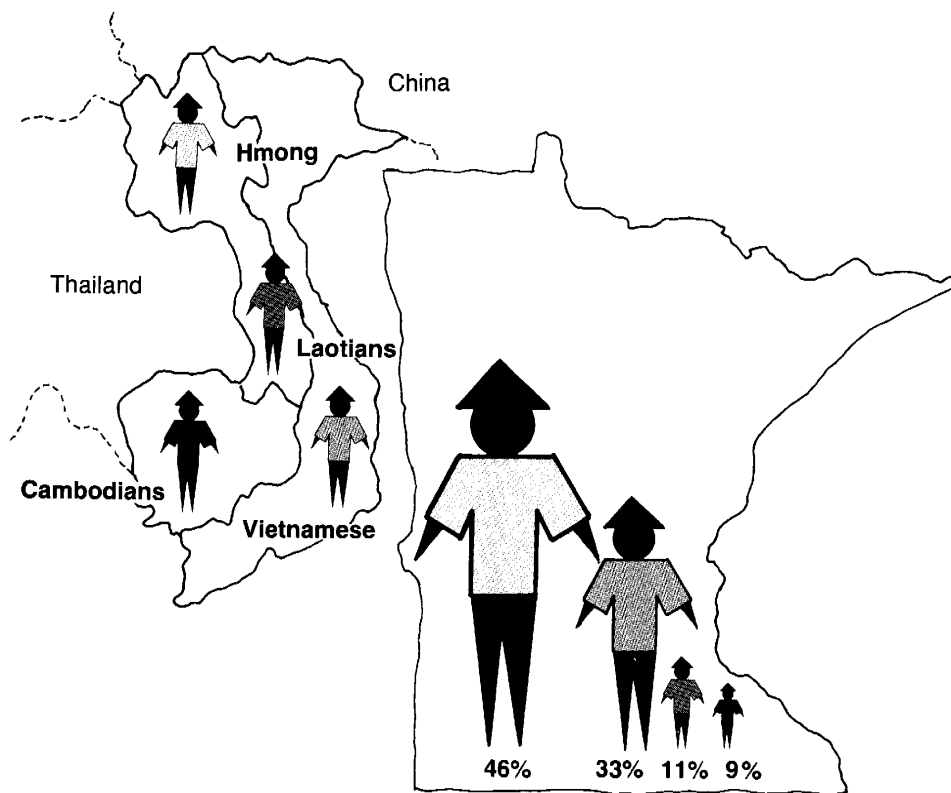 China
Hmong
Thailand
Laotians
Cambodians
Vietnamese
46%
33%
11%
9%